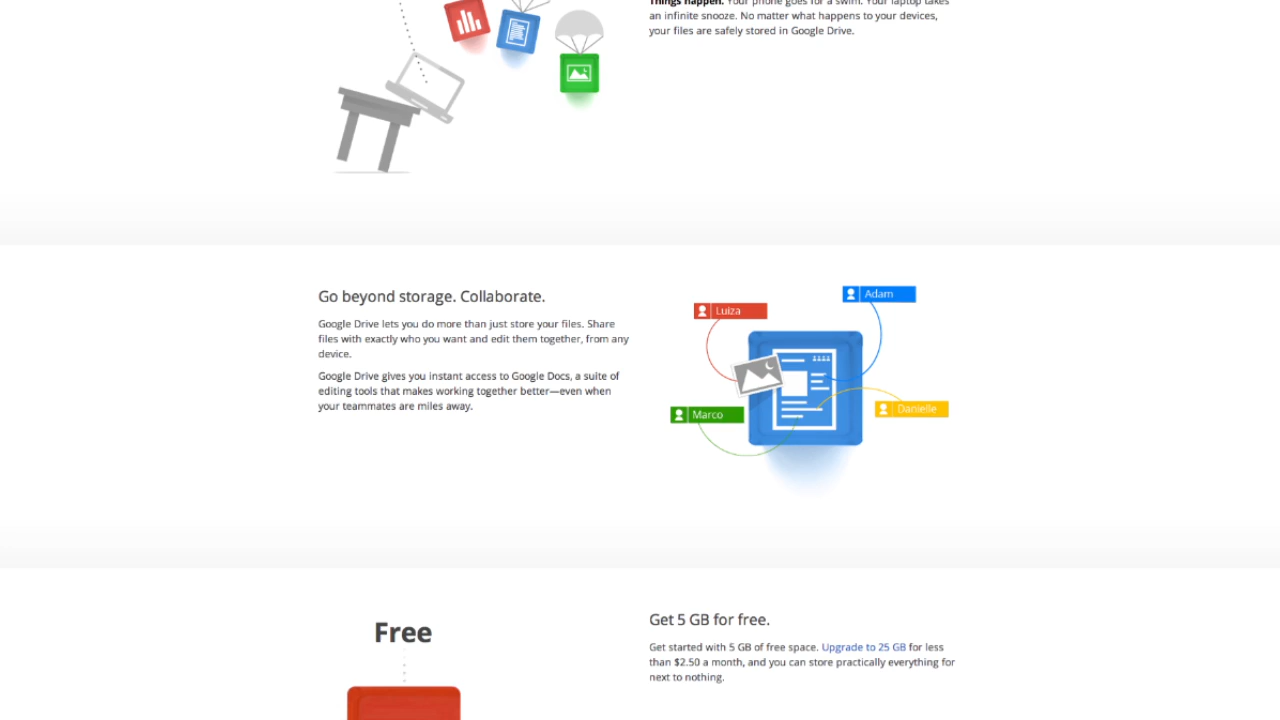 Things happen. Your phone goes for a swim. Your laptop takes
an infinite snooze. No matter what happens to your devices,
your files are safely stored in Google Drive.
Go beyond storage. Collaborate.
Google Drive lets you do more than just store your files. Share
files with exactly who you want and edit them together, from any
device.
Google Drive gives you instant access to Google Docs, a suite of
editing tools that makes working together better—even when
your teammates are miles away.
Adam
Luiza
Marco
Danielle
Free
Get 5 GB for free.
Get started with 5 GB of free space. Upgrade to 25 GB for less
than $2.50 a month, and you can store practically everything for
next to nothing.